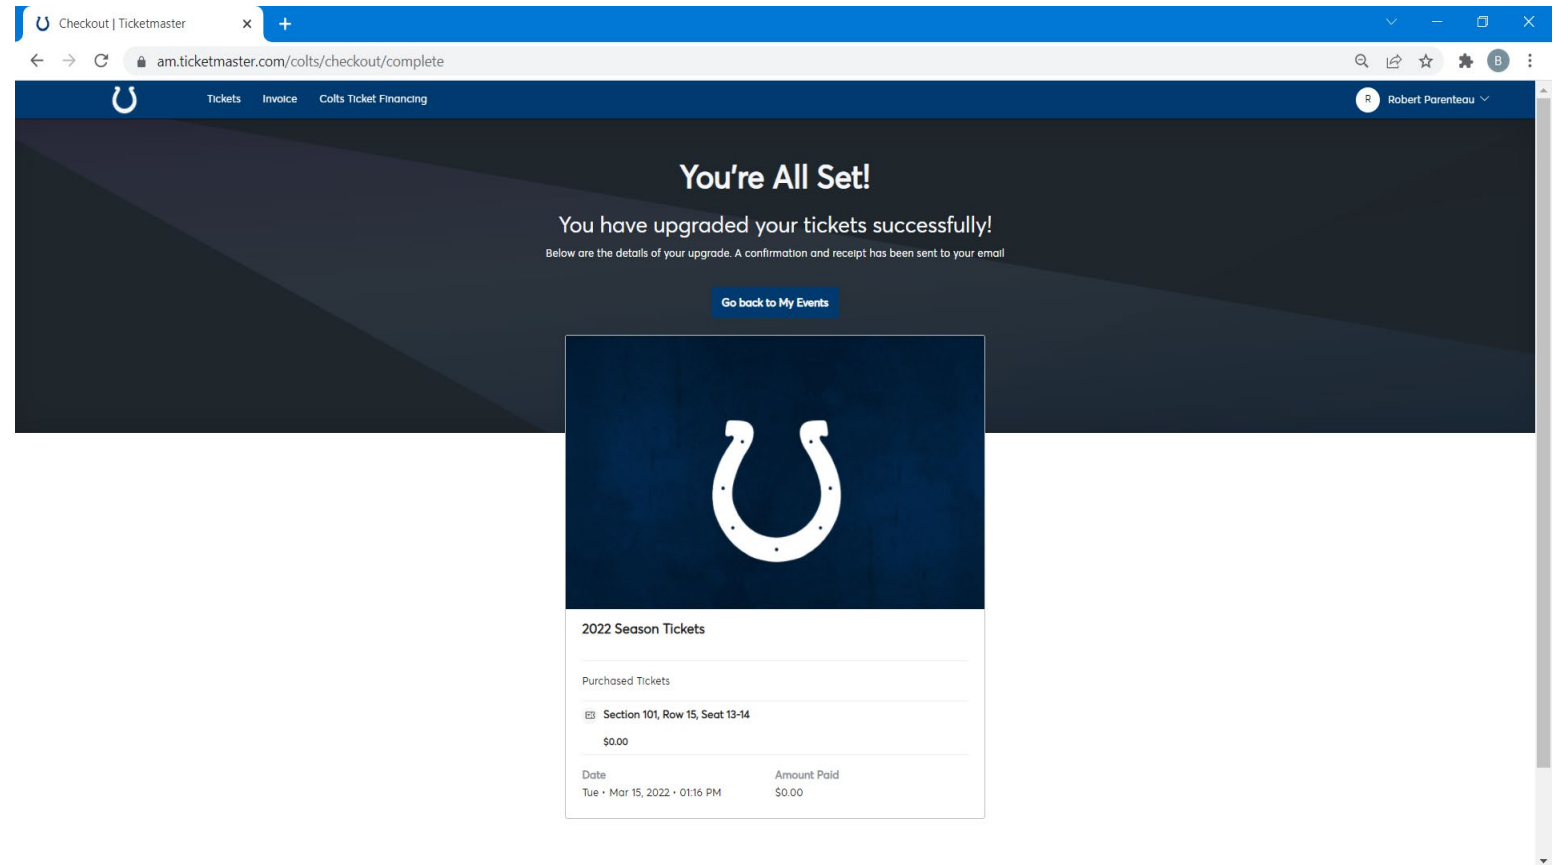 Checkout | Ticketmaster
am.ticketmaster.com/colts/checkout/complete
B
Tickets Invoice Colts Ticket Financing
R Robert Parenteau
You're All Set!
You have upgraded your tickets successfully!
Below are the details of your upgrade. A confirmation and receipt has been sent to your email
Go back to My Events
2022 Season Tickets
Purchased Tickets
Section 101, Row 15, Seat 13-14
$0.00
Date Amount Paid
Tue • Mar 15, 2022 • 01:16 PM $0.00